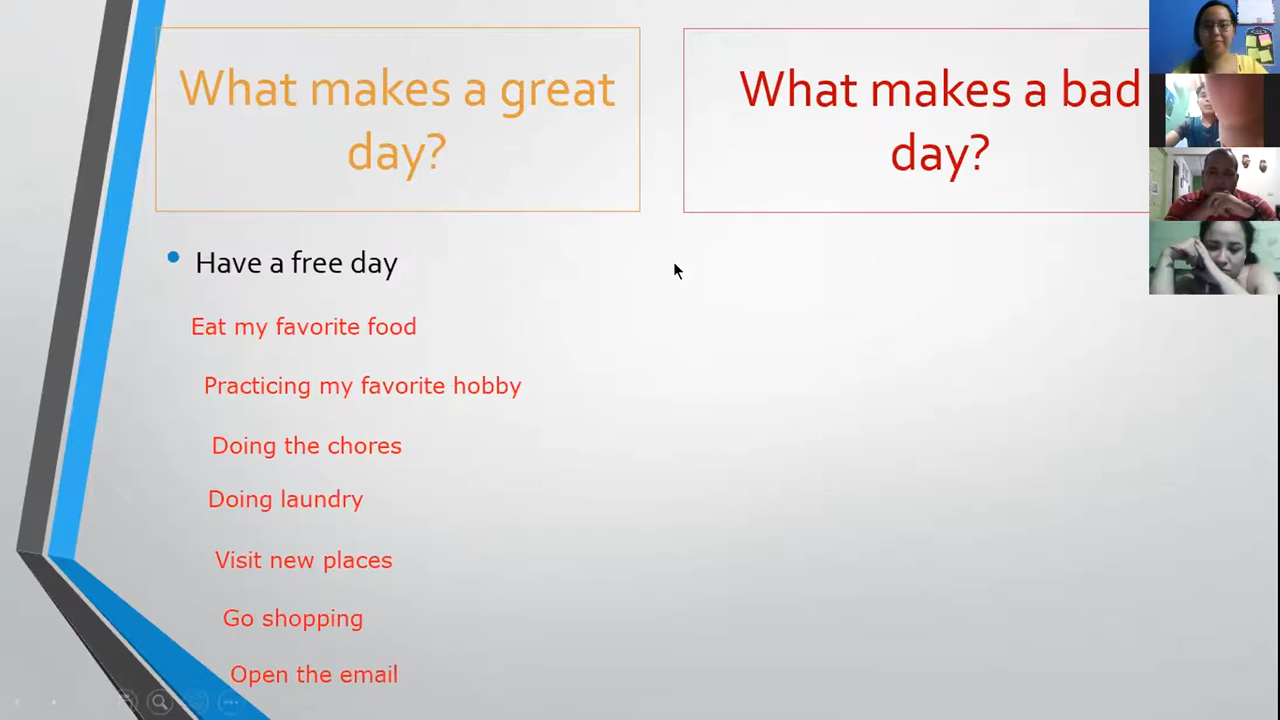 What makes a great
day?
What makes a bad
day?
Have a free day
Eat my favorite food
Practicing my favorite hobby
Doing the chores
Doing laundry
Visit new places
Go shopping
Open the email